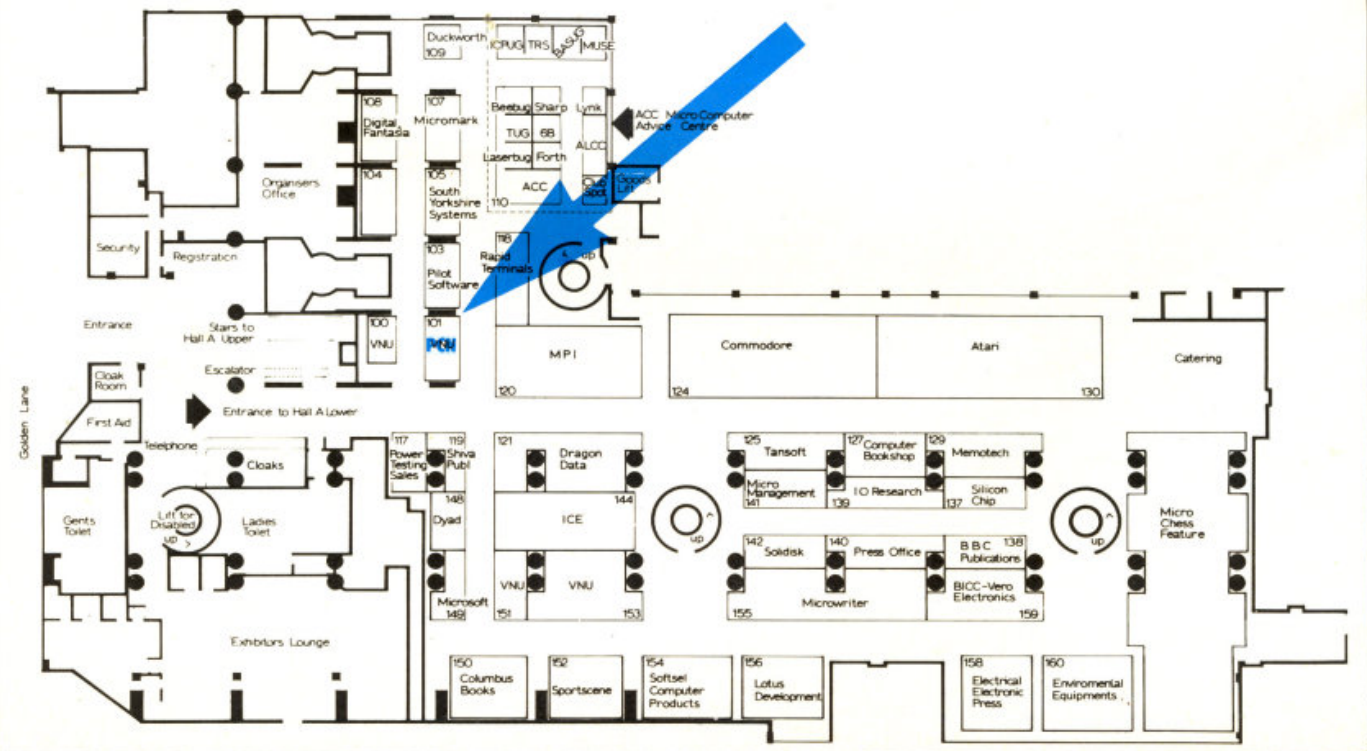 Duckworth
109
ICPUG
TRS
BASUG
MUSE
108
Digital
Fantasia
107
Micromark
Beebug
Sharp
Lynk
TUG
68
ALCC
Laserbug
Forth
ACC
Club
Spot
110
ACC Micro Computer
Advice Centre
Goods
Lift
Organisers
Office
104
105
South
Yorkshire
Systems
Security
Registration
103
Pilot
Software
118
Rapid
Terminals
up
Entrance
Stairs to
Hall A Upper
Escalator
100
VNU
101
PCN
MPI
120
Commodore
124
Atari
130
Catering
Cloak
Room
First Aid
Golden Lane
Entrance to Hall A Lower
Telephone
Cloaks
117
Power
Testing
Sales
119
Shiva
Publ
121
Dragon
Data
125
Tansoft
127
Computer
Bookshop
129
Memotech
Micro
Management
141
IO Research
139
Silicon
Chip
137
Gents
Toilet
Lift for
Disabled
up
Ladies
Toilet
148
Dyad
144
ICE
up
up
Micro
Chess
Feature
142
Solidisk
140
Press Office
138
BBC
Publications
Microsoft
149
VNU
151
VNU
153
Microwriter
155
BICC-Vero
Electronics
159
Exhibitors Lounge
150
Columbus
Books
152
Sportscene
154
Softsel
Computer
Products
156
Lotus
Development
158
Electrical
Electronic
Press
160
Enviromental
Equipments